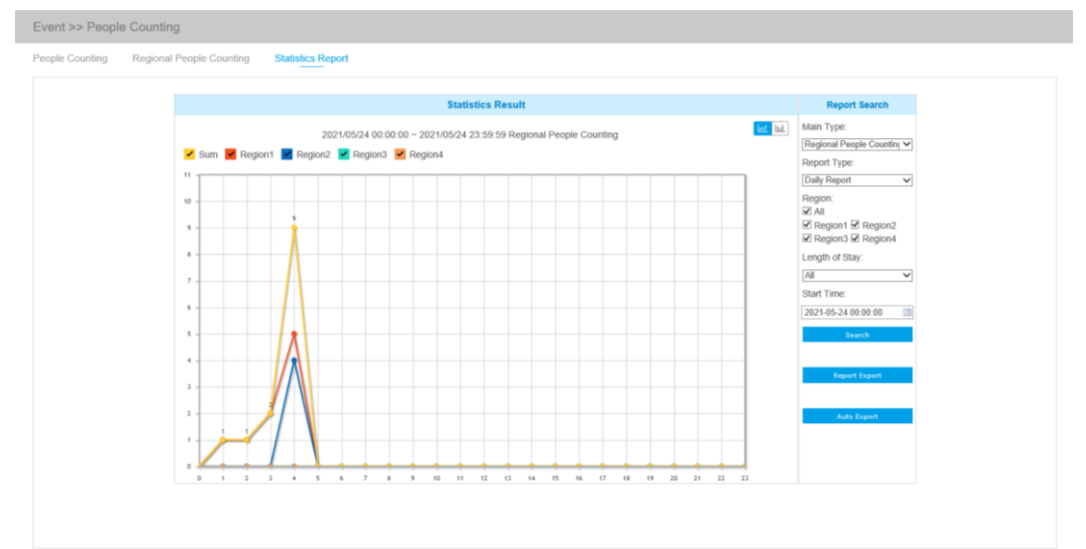 Event >> People Counting
People Counting Regional People Counting Statistics Report
Statistics Result
2021/05/24 00:00:00 ~ 2021/05/24 23:59:59 Regional People Counting
Sum Region1 Region2 Region3 Region4
11
10
9
9
8
7
6
5
4
3
2
2
1
1 1
0
0 1 2 3 4 5 6 7 8 9 10 11 12 13 14 15 16 17 18 19 20 21 22 23
Report Search
Main Type:
Regional People Counting
Report Type:
Daily Report
Region:
All
Region1 Region2
Region3 Region4
Length of Stay:
All
Start Time:
2021-05-24 00:00:00
Search
Report Export
Auto Export